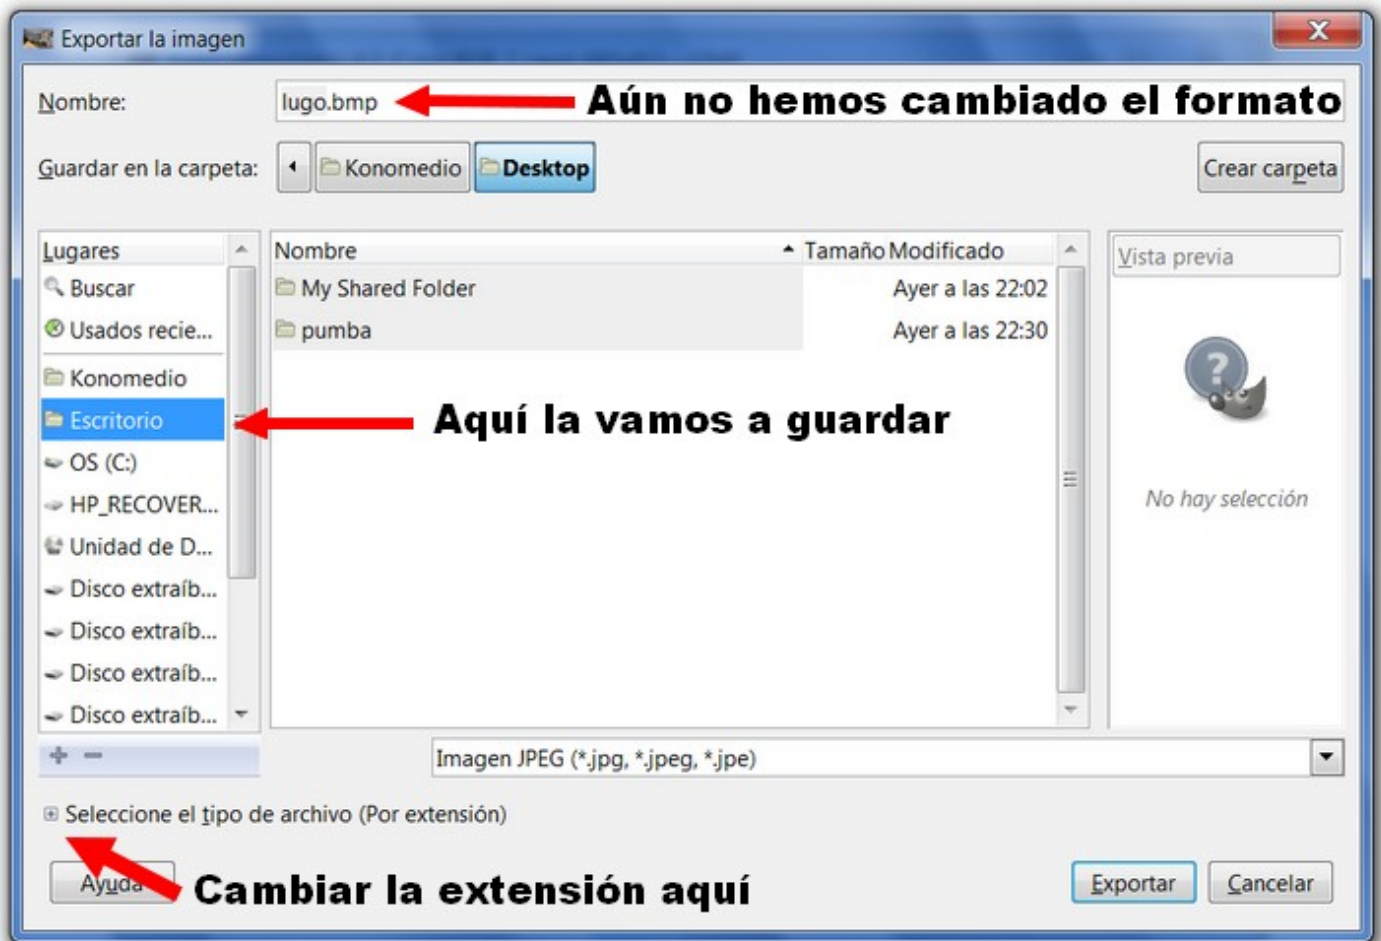 Exportar la imagen
X
Nombre:
lugo.bmp
Aún no hemos cambiado el formato
Guardar en la carpeta:
Konomedio
Desktop
Crear carpeta
Lugares
Buscar
Usados recie...
Konomedio
Escritorio
OS (C:)
HP_RECOVER...
Unidad de D...
Disco extraíb...
Disco extraíb...
Disco extraíb...
Disco extraíb...
Nombre Tamaño Modificado
My Shared Folder Ayer a las 22:02
pumba Ayer a las 22:30
Aquí la vamos a guardar
Vista previa
?
No hay selección
Imagen JPEG (*.jpg, *.jpeg, *.jpe)
Seleccione el tipo de archivo (Por extensión)
Ayuda
Cambiar la extensión aquí
Exportar
Cancelar